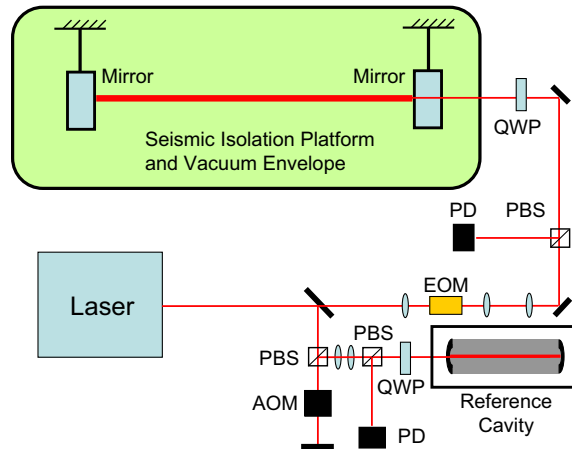 Mirror
Mirror
Seismic Isolation Platform
and Vacuum Envelope
QWP
PD
PBS
Laser
EOM
PBS
PBS
QWP
AOM
PD
Reference
Cavity